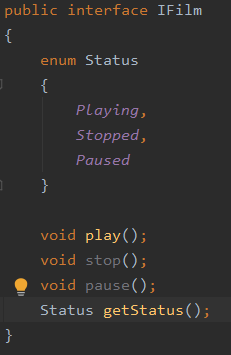 public interface IFilm
{
    enum Status
    {
        Playing,
        Stopped,
        Paused
    }

    void play();
    void stop();
    void pause();
    Status getStatus();
}